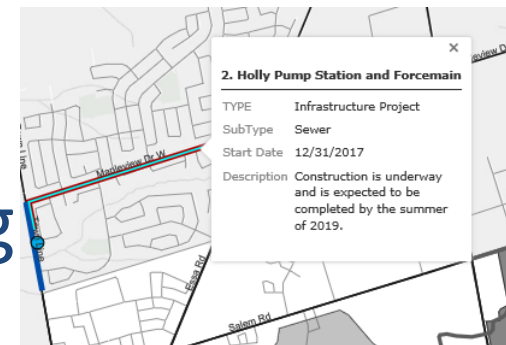 ×
2. Holly Pump Station and Forcemain
TYPE Infrastructure Project
SubType Sewer
Start Date 12/31/2017
Description Construction is underway
and is expected to be
completed by the summer
of 2019.
Mapleview Dr W
g
Essa Rd
Salem Rd